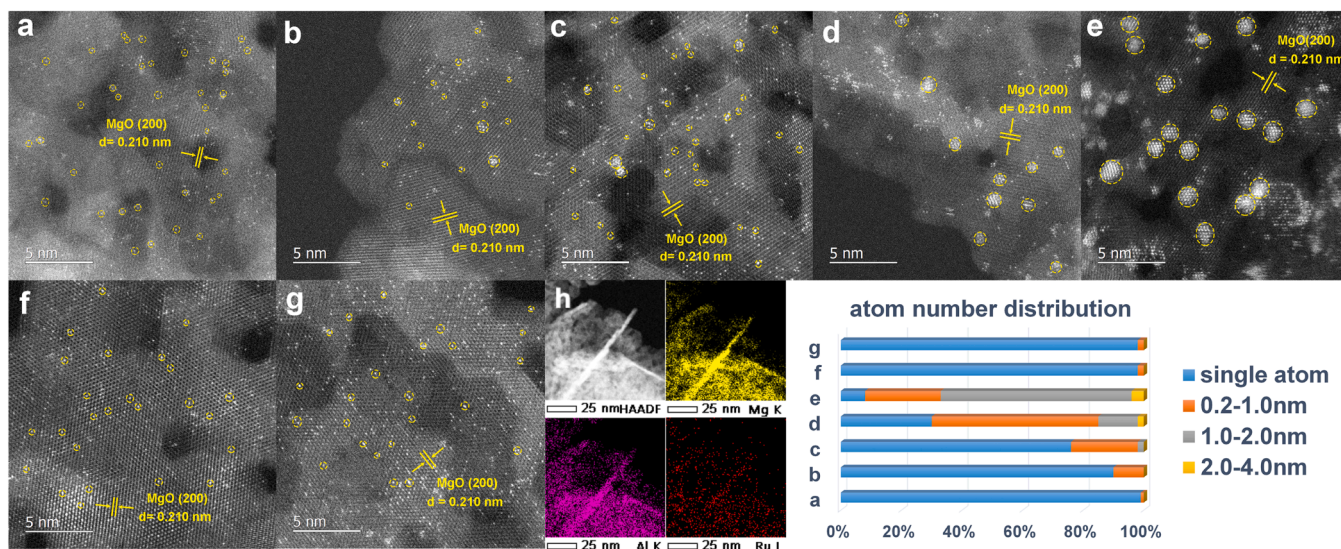 a
MgO (200)
d= 0.210 nm
5 nm
b
MgO (200)
d= 0.210 nm
5 nm
c
MgO (200)
d= 0.210 nm
5 nm
d
MgO (200)
d= 0.210 nm
5 nm
e
MgO(200)
d = 0.210 nm
5 nm
f
MgO (200)
d= 0.210 nm
5 nm
g
MgO (200)
d= 0.210 nm
5 nm
h
25 nm HAADF
25 nm Mg K
25 nm Al K
25 nm Ru L
atom number distribution
g
f
e
d
c
b
a
0% 20% 40% 60% 80% 100%
single atom
0.2-1.0nm
1.0-2.0nm
2.0-4.0nm